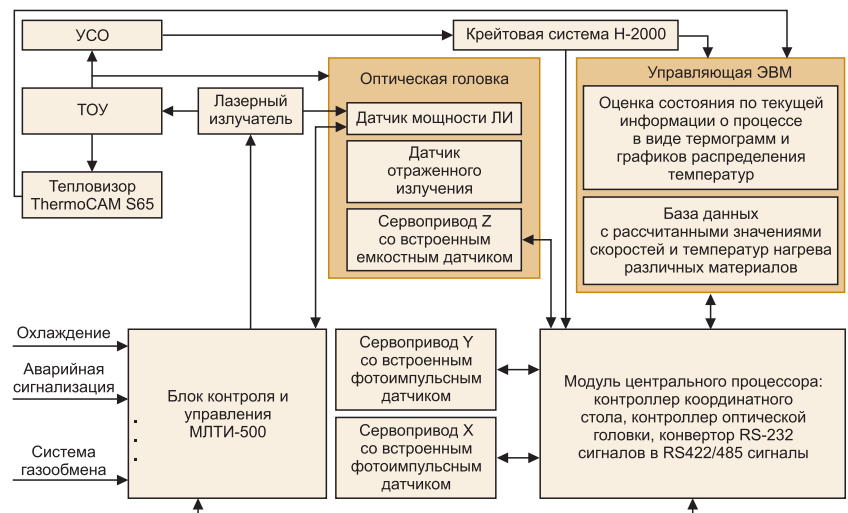 УСО
Крейтовая система Н-2000
Оптическая головка
Управляющая ЭВМ
ТОУ
Лазерный
излучатель
Датчик мощности ЛИ
Оценка состояния по текущей
информации о процессе
в виде термограмм и
графиков распределения
температур
Датчик
отраженного
излучения
Тепловизор
ThermoCAM S65
Сервопривод Z
со встроенным
емкостным датчиком
База данных
с рассчитанными значениями
скоростей и температур нагрева
различных материалов
Охлаждение
Аварийная
сигнализация
Система
газообмена
Блок контроля и
управления
МЛТИ-500
Сервопривод Y
со встроенным
фотоимпульсным
датчиком
Сервопривод X
со встроенным
фотоимпульсным
датчиком
Модуль центрального процессора:
контроллер координатного
стола, контроллер оптической
головки, конвертор RS-232
сигналов в RS422/485 сигналы